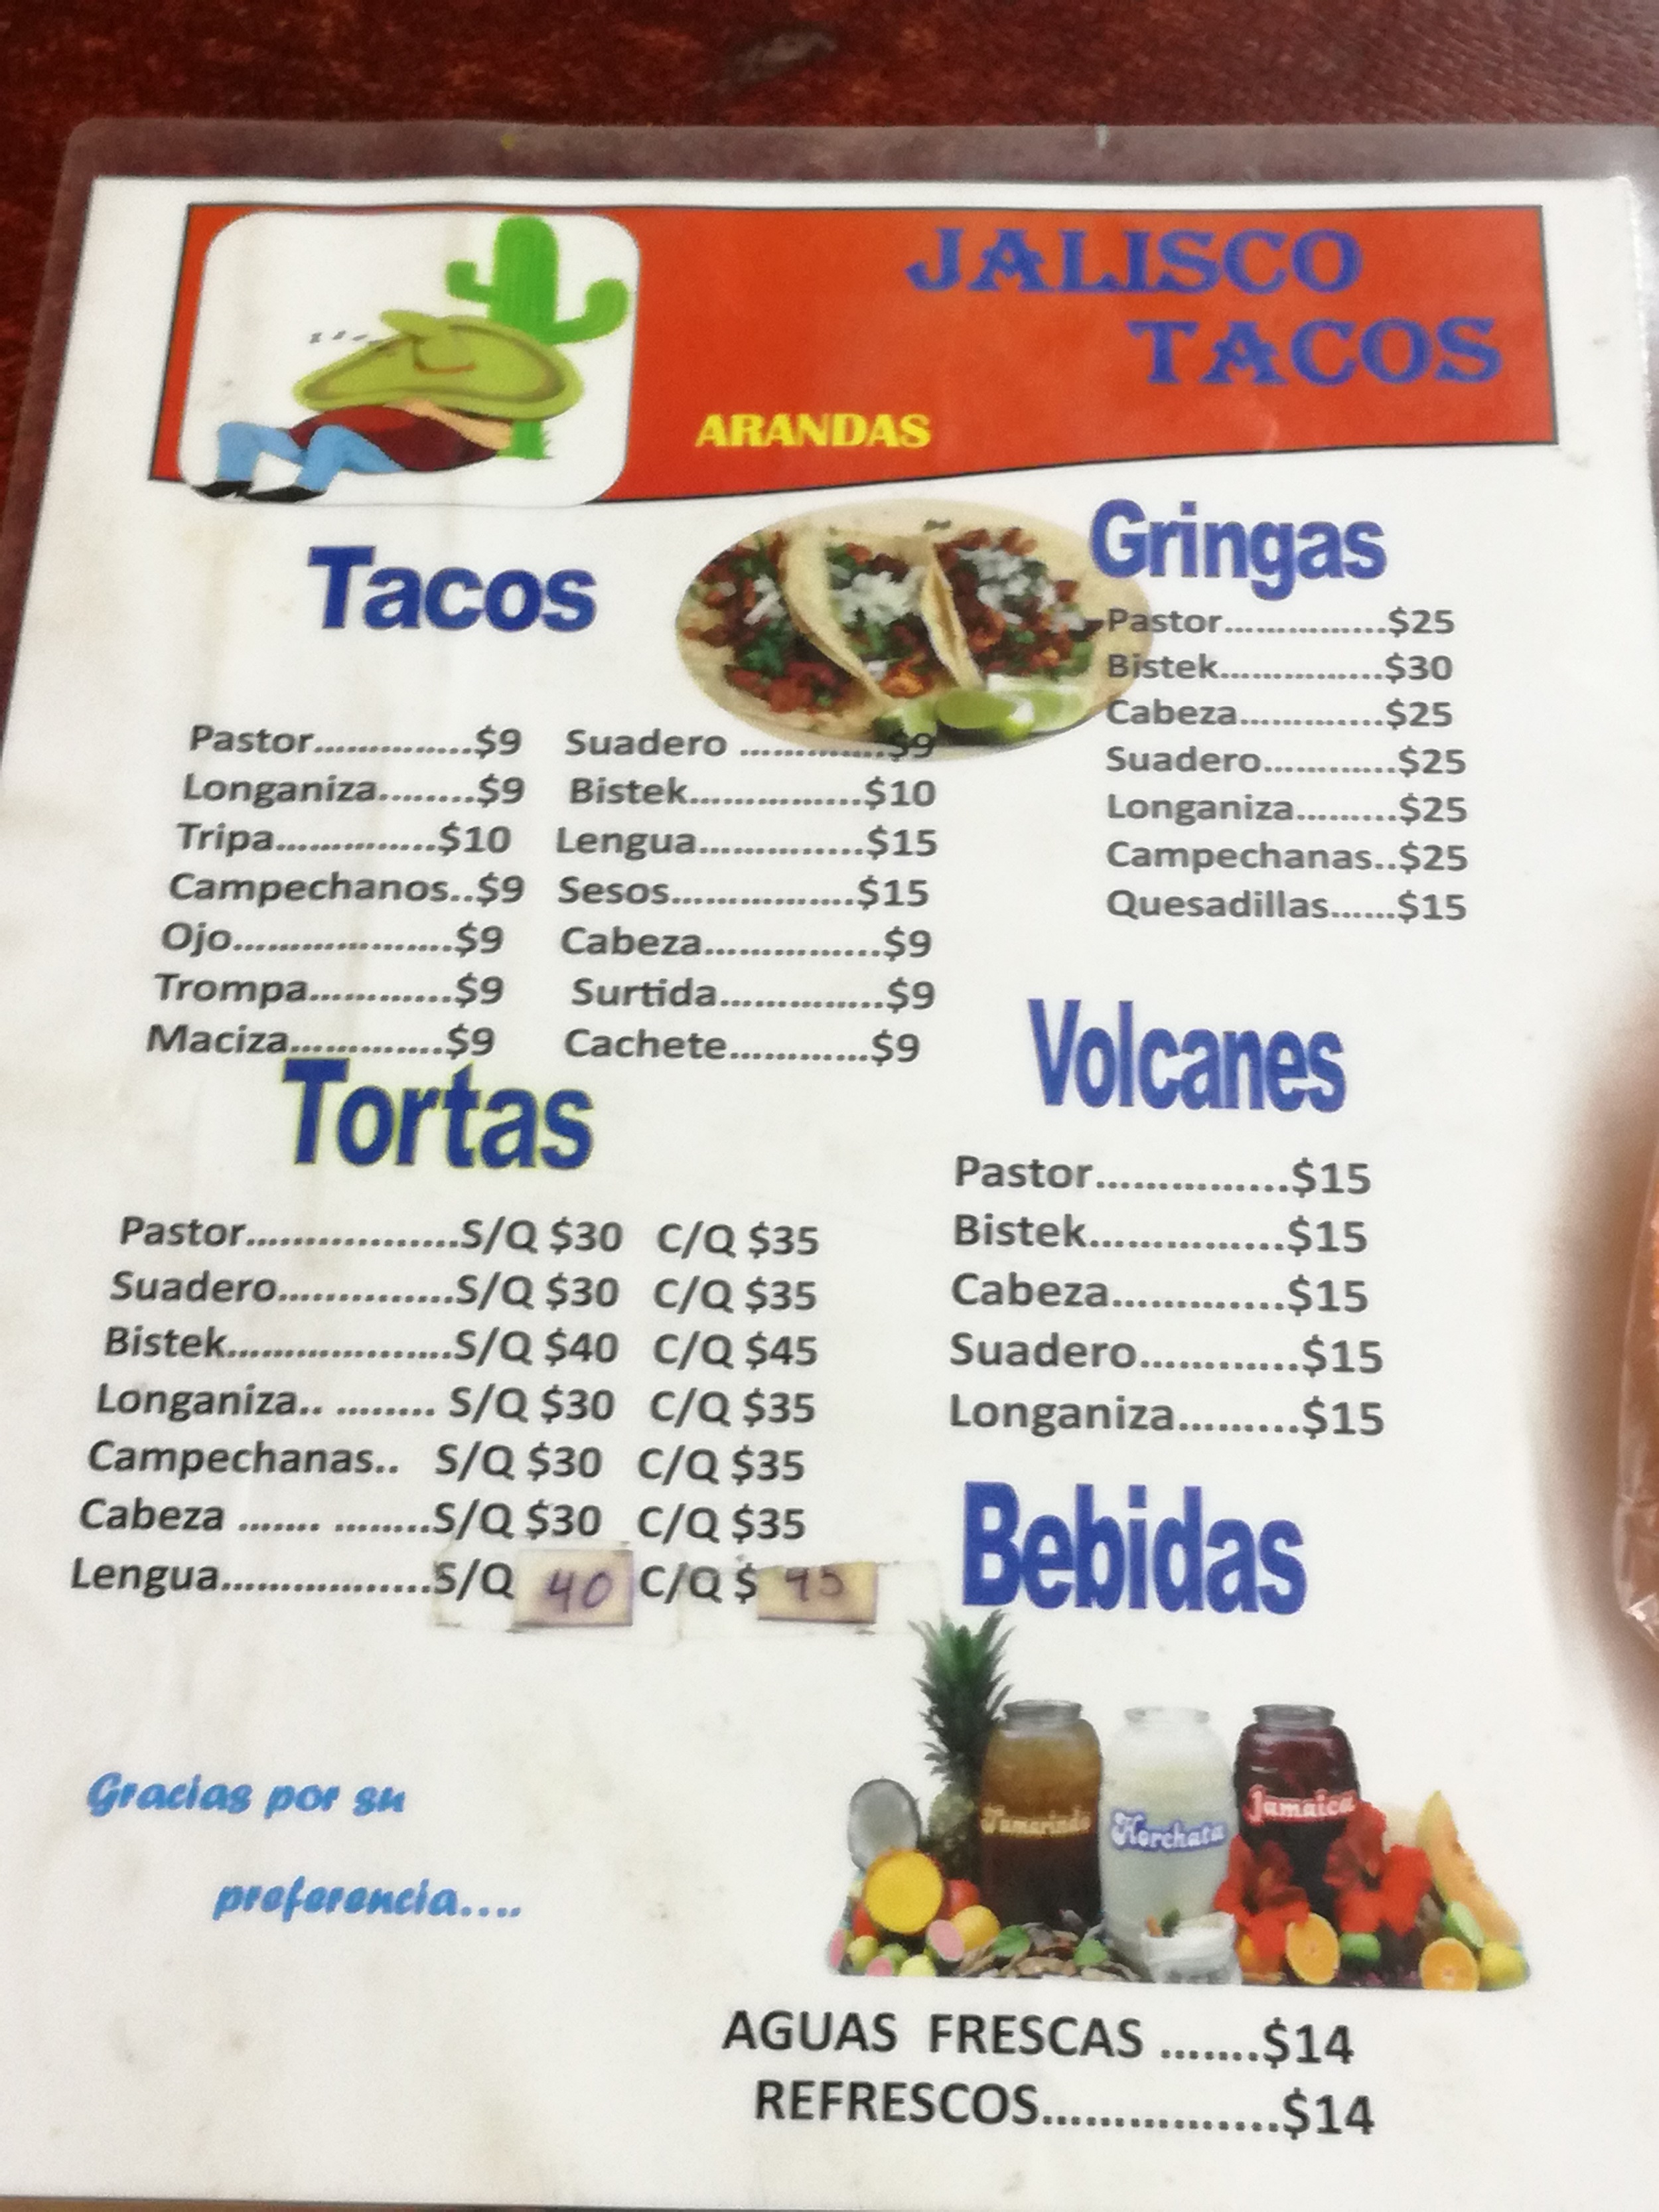 JALISCO
TACOS
ARANDAS
Tacos
Pastor..............$9 Suadero .............$9
Longaniza........$9 Bistek...............$10
Tripa..............$10 Lengua..............$15
Campechanos..$9 Sesos................$15
Ojo...................$9 Cabeza...............$9
Trompa............$9 Surtida..............$9
Maciza.............$9 Cachete............$9
Gringas
Pastor...............$25
Bistek...............$30
Cabeza.............$25
Suadero............$25
Longaniza.........$25
Campechanas..$25
Quesadillas......$15
Tortas
Pastor..................S/Q $30 C/Q $35
Suadero...............S/Q $30 C/Q $35
Bistek....................S/Q $40 C/Q $45
Longaniza.. ........ S/Q $30 C/Q $35
Campechanas.. S/Q $30 C/Q $35
Cabeza ....... ........S/Q $30 C/Q $35
Lengua..................S/Q 40 C/Q $ 45
Volcanes
Pastor...............$15
Bistek...............$15
Cabeza.............$15
Suadero............$15
Longaniza.........$15
Bebidas
Tamarindo
Horchata
Jamaica
Gracias por su
preferencia....
AGUAS FRESCAS .......$14
REFRESCOS.................$14